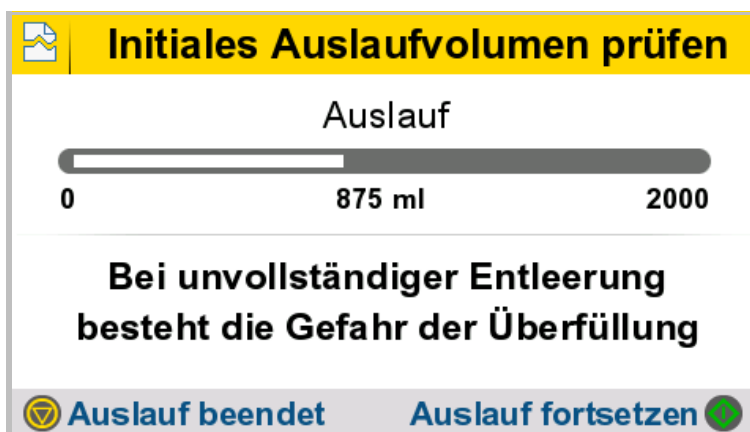 Initiales Auslaufvolumen prüfen
Auslauf
0 875 ml 2000
Bei unvollständiger Entleerung
besteht die Gefahr der Überfüllung
Auslauf beendet Auslauf fortsetzen